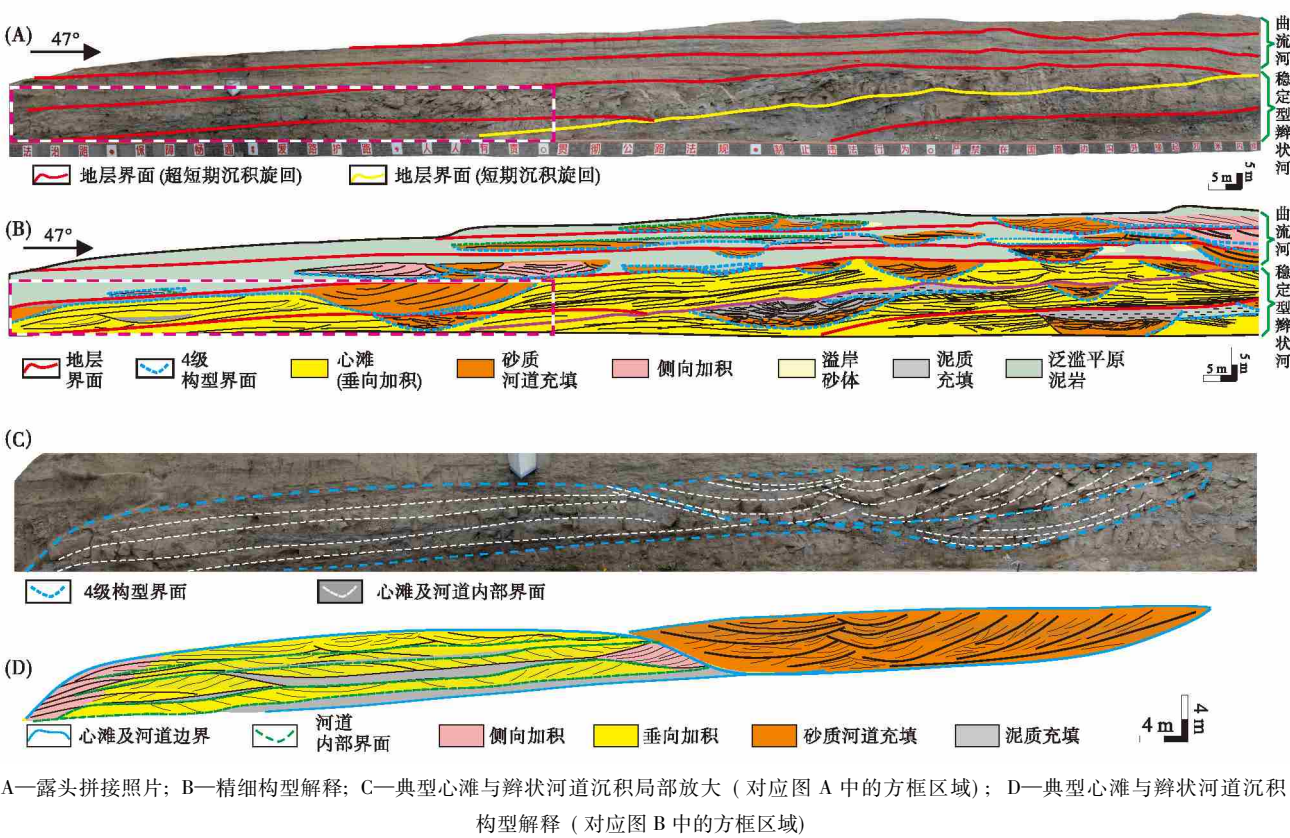 (A)
47°
曲流河
稳定型辫状河
地层界面(超短期沉积旋回)
地层界面(短期沉积旋回)
5 m
5 m
(B)
47°
曲流河
稳定型辫状河
地层
界面
4级
构型界面
心滩
(垂向加积)
砂质
河道充填
侧向加积
溢岸
砂体
泥质
充填
泛滥平原
泥岩
5 m
5 m
(C)
4级构型界面
心滩及河道内部界面
(D)
4 m
4 m
心滩及河道边界
河道
内部界面
侧向加积
垂向加积
砂质河道充填
泥质充填
A—露头拼接照片; B—精细构型解释; C—典型心滩与辫状河道沉积局部放大 ( 对应图 A 中的方框区域) ; D—典型心滩与辫状河道沉积
构型解释 ( 对应图 B 中的方框区域)